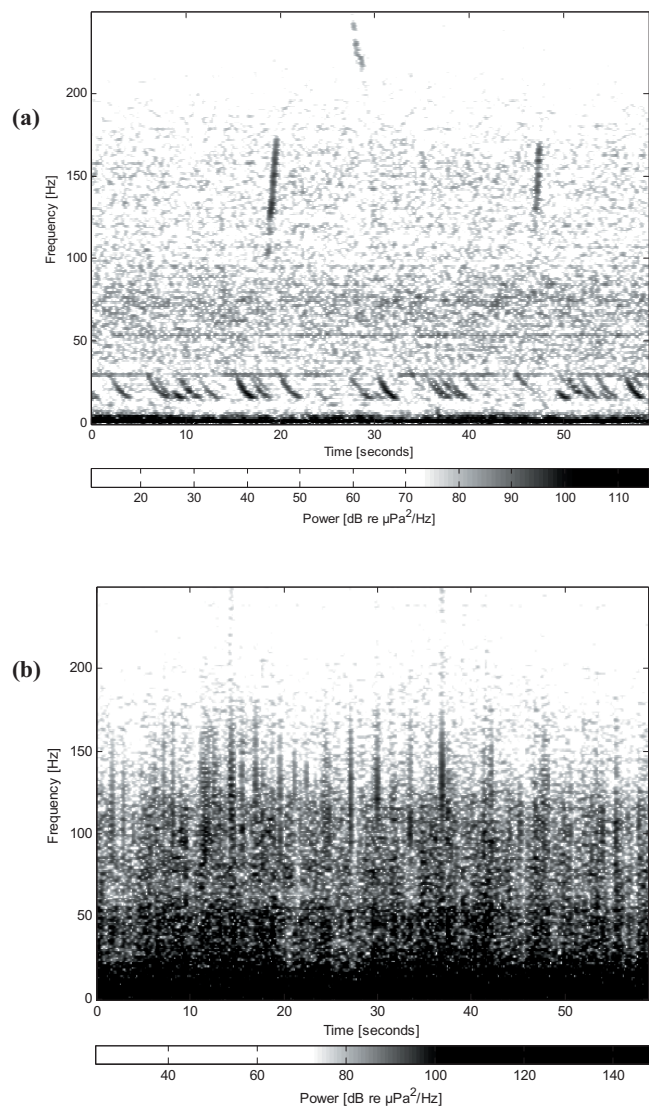 (a)
200
150
100
50
0
Frequency [Hz]
0 10 20 30 40 50
Time [seconds]
20 30 40 50 60 70 80 90 100 110
Power [dB re µPa²/Hz]
(b)
200
150
100
50
0
Frequency [Hz]
0 10 20 30 40 50
Time [seconds]
40 60 80 100 120 140
Power [dB re µPa²/Hz]